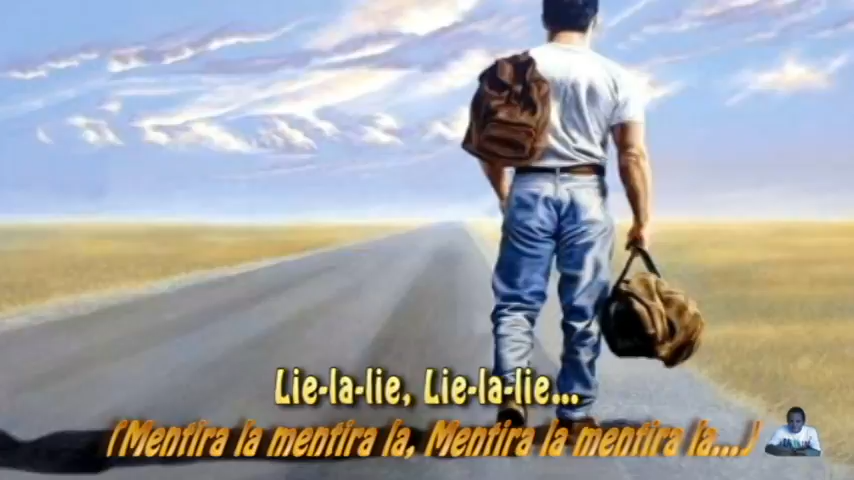 Lie-la-lie, Lie-la-lie...
(Mentira la mentira la, Mentira la mentira la...)